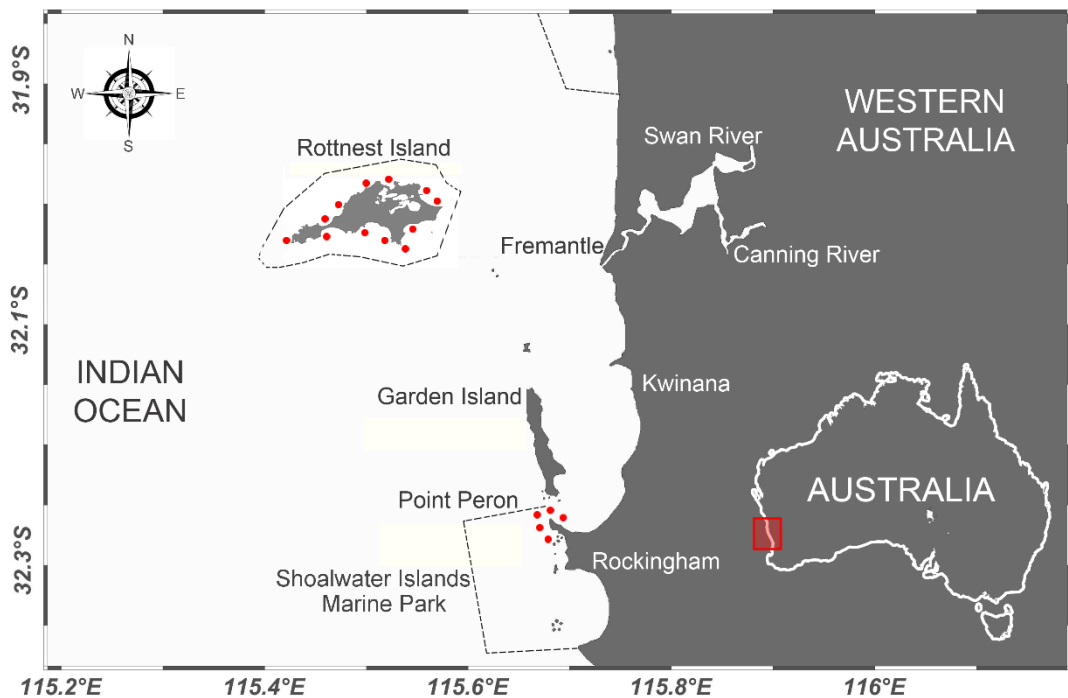 N
W
E
S
31.9°S
32.1°S
32.3°S
Rottnest Island
Swan River
WESTERN
AUSTRALIA
Fremantle
Canning River
INDIAN
OCEAN
Garden Island
Kwinana
Point Peron
AUSTRALIA
Rockingham
Shoalwater Islands
Marine Park
115.2°E
115.4°E
115.6°E
115.8°E
116°E